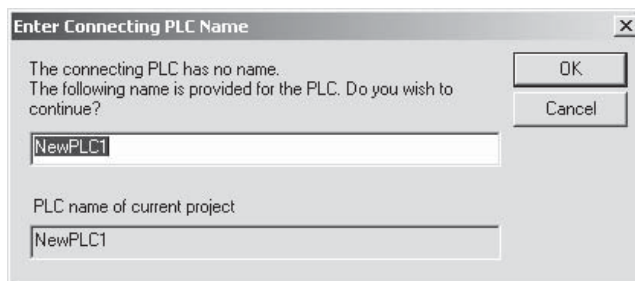 Enter Connecting PLC Name
The connecting PLC has no name.
The following name is provided for the PLC. Do you wish to
continue?
OK
Cancel
NewPLC1
PLC name of current project
NewPLC1